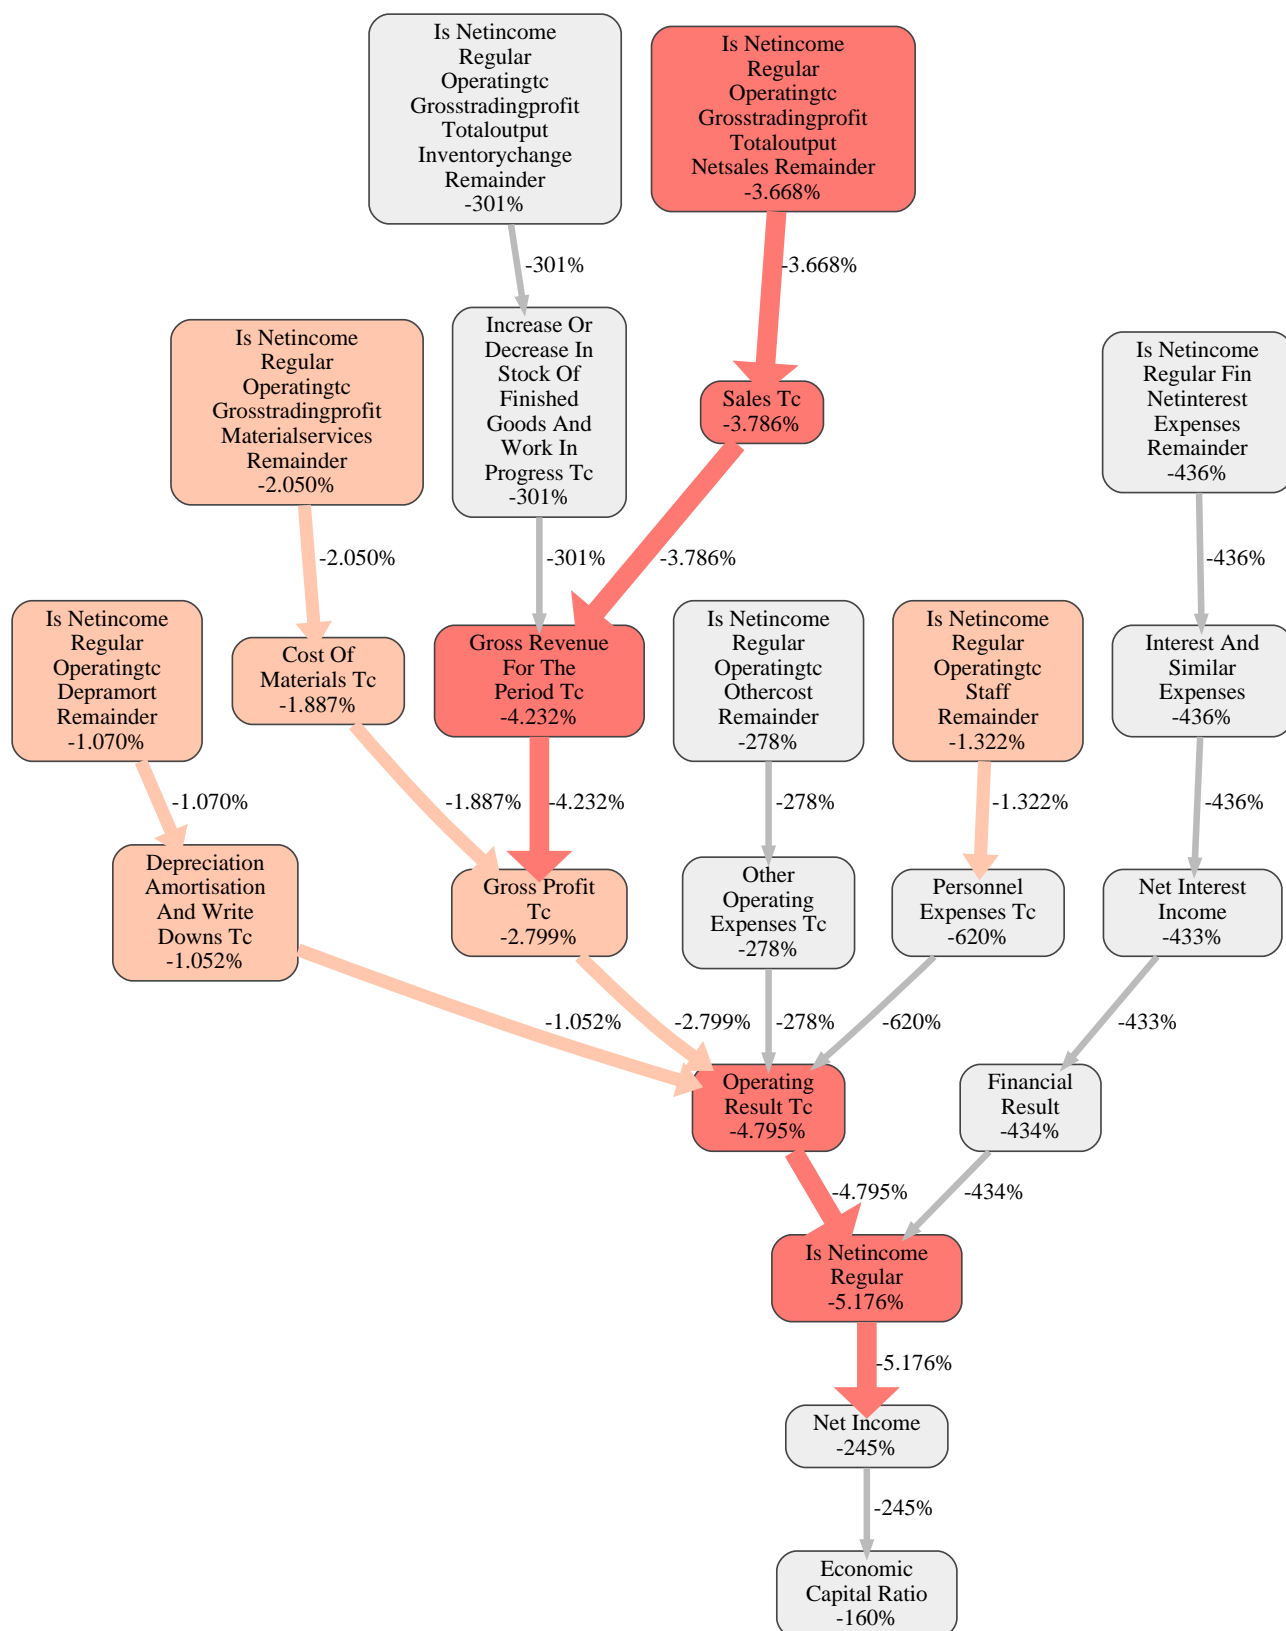 Is Netincome
Regular
Operatingtc
Grosstradingprofit
Totaloutput
Inventorychange
Remainder
-301%
Is Netincome
Regular
Operatingtc
Grosstradingprofit
Totaloutput
Netsales Remainder
-3.668%
-301%
-3.668%
Is Netincome
Regular
Operatingtc
Grosstradingprofit
Materialservices
Remainder
-2.050%
Increase Or
Decrease In
Stock Of
Finished
Goods And
Work In
Progress Tc
-301%
Sales Tc
-3.786%
Is Netincome
Regular Fin
Netinterest
Expenses
Remainder
-436%
-2.050%
-301%
-3.786%
-436%
Is Netincome
Regular
Operatingtc
Depramort
Remainder
-1.070%
Cost Of
Materials Tc
-1.887%
Gross Revenue
For The
Period Tc
-4.232%
Is Netincome
Regular
Operatingtc
Othercost
Remainder
-278%
Is Netincome
Regular
Operatingtc
Staff
Remainder
-1.322%
Interest And
Similar
Expenses
-436%
-1.070%
-1.887%
-4.232%
-278%
-1.322%
-436%
Depreciation
Amortisation
And Write
Downs Tc
-1.052%
Gross Profit
Tc
-2.799%
Other
Operating
Expenses Tc
-278%
Personnel
Expenses Tc
-620%
Net Interest
Income
-433%
-1.052%
-2.799%
-278%
-620%
-433%
Operating
Result Tc
-4.795%
Financial
Result
-434%
-4.795%
-434%
Is Netincome
Regular
-5.176%
-5.176%
Net Income
-245%
-245%
Economic
Capital Ratio
-160%